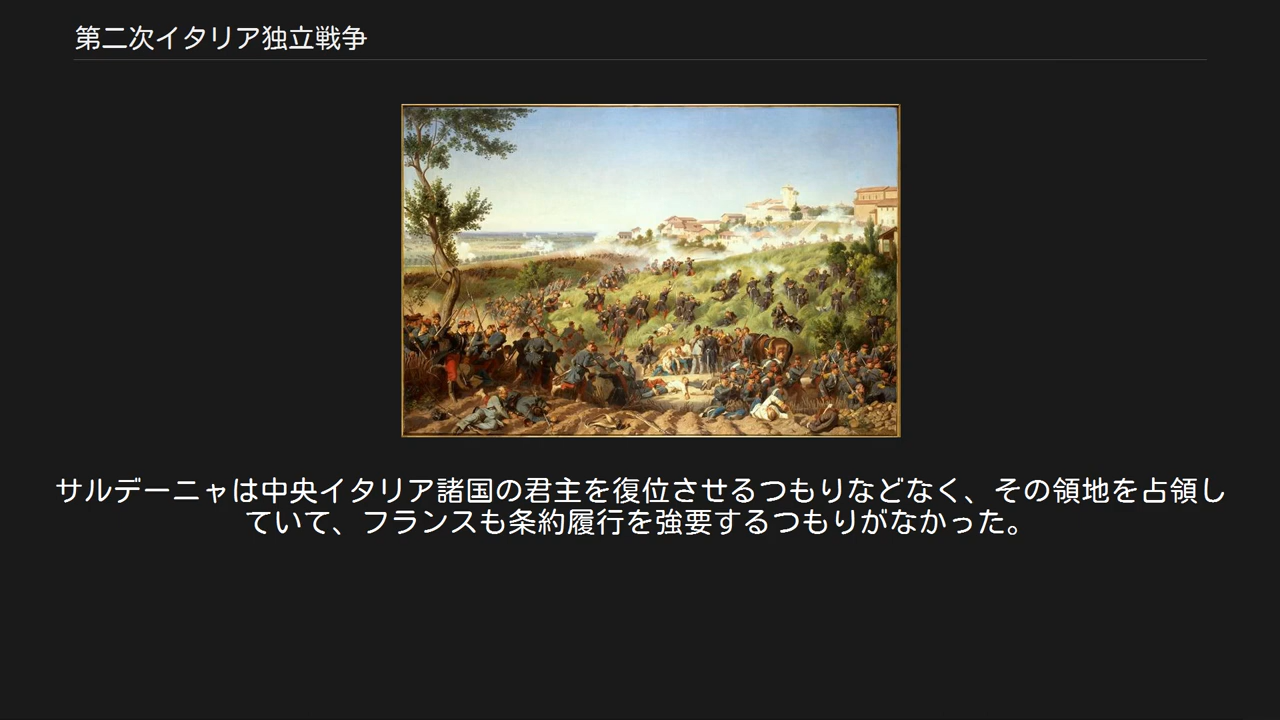 第二次イタリア独立戦争
サルデーニャは中央イタリア諸国の君主を復位させるつもりなどなく、その領地を占領し
ていて、フランスも条約履行を強要するつもりがなかった。